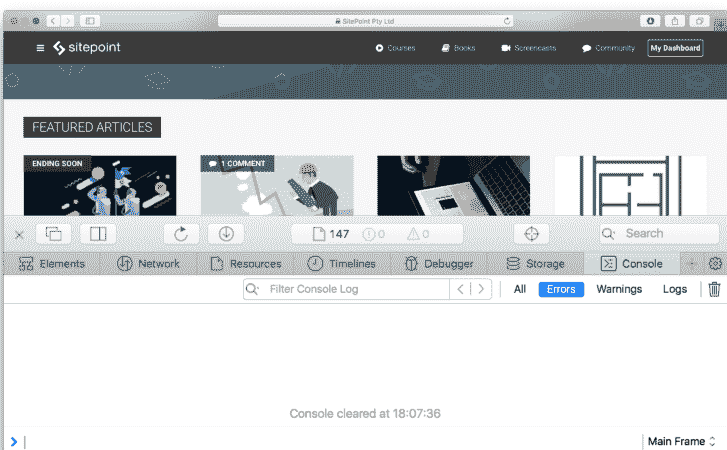 SitePoint Pty Ltd
sitepoint
Courses
Books
Screencasts
Community
My Dashboard
FEATURED ARTICLES
ENDING SOON
1 COMMENT
147
0
0
Search
Elements
Network
Resources
Timelines
Debugger
Storage
Console
Filter Console Log
All
Errors
Warnings
Logs
Console cleared at 18:07:36
Main Frame